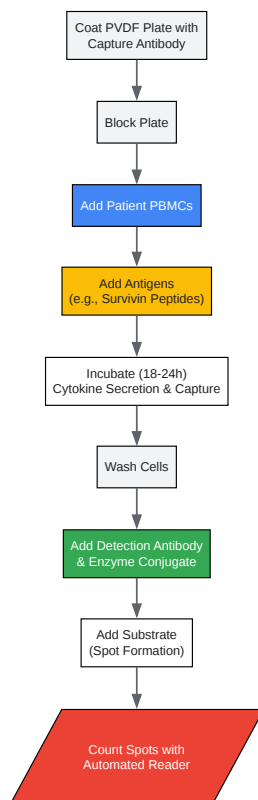 Coat PVDF Plate with
Capture Antibody
Block Plate
Add Patient PBMCs
Add Antigens
(e.g., Survivin Peptides)
Incubate (18-24h)
Cytokine Secretion & Capture
Wash Cells
Add Detection Antibody
& Enzyme Conjugate
Add Substrate
(Spot Formation)
Count Spots with
Automated Reader